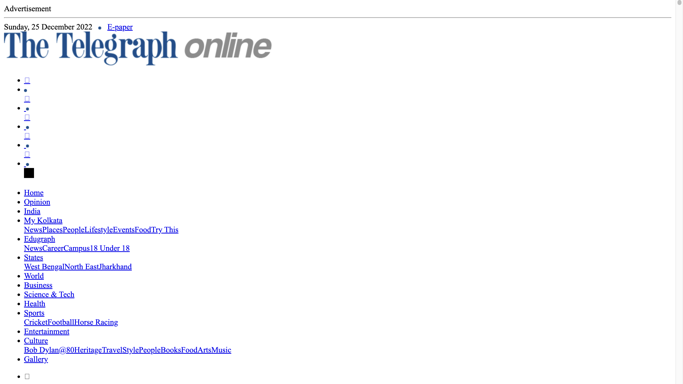 Advertisement
Sunday, 25 December 2022 • E-paper
The Telegraph online
Home
Opinion
India
My Kolkata
NewsPlacesPeopleLifestyleEventsFoodTry This
Edugraph
NewsCareerCampus18 Under 18
States
West BengalNorth EastJharkhand
World
Business
Science & Tech
Health
Sports
CricketFootballHorse Racing
Entertainment
Culture
Bob Dylan@80HeritageTravelStylePeopleBooksFoodArtsMusic
Gallery